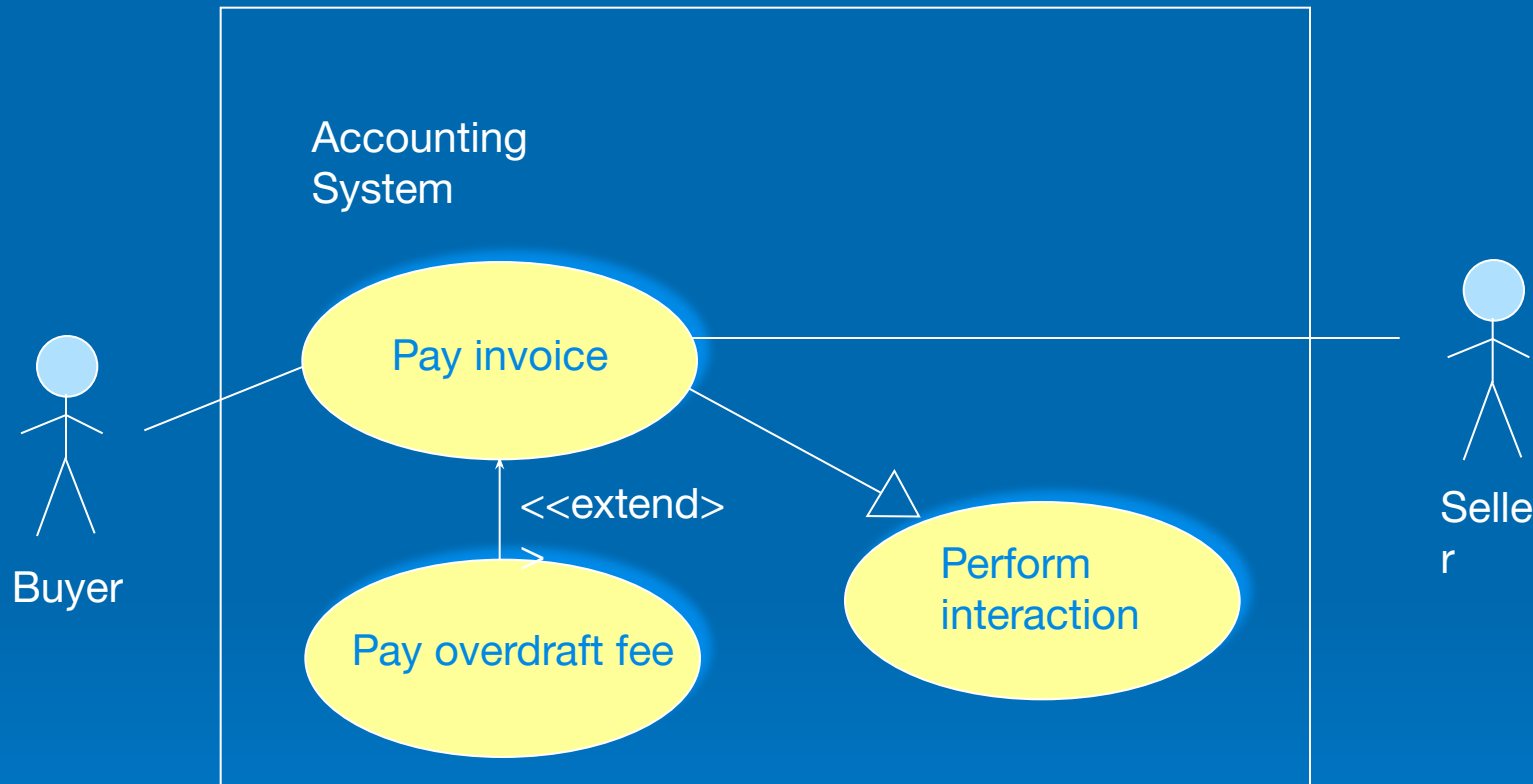 Accounting
System
Pay invoice
<<extend>
>
Selle
r
Perform
interaction
Buyer
Pay overdraft fee